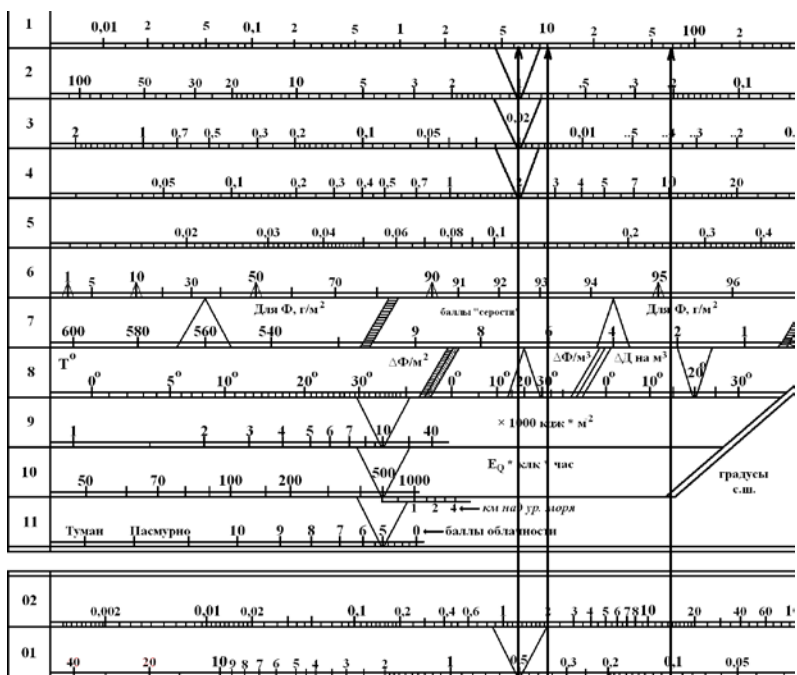 1 0,01 2 5 0,1 2 5 1 2 5 10 2 5 100 2
2 100 50 30 20 10 5 3 2 .5 .3 .2 0,1
3 2 1 0,7 0,5 0,3 0,2 0,1 0,05 0,02 0,01 ..5 ..4 ..3 ..2
4 0,05 0,1 0,2 0,3 0,4 0,5 0,7 1 2 3 4 5 7 10 20
5 0,02 0,03 0,04 0,06 0,08 0,1 0,2 0,3 0,4
6 1 5 10 30 50 70 90 91 92 93 94 95 96
Для Ф, г/м² баллы "серости" Для Ф, г/м²
7 600 580 560 540 9 8 6 4 2 1
T° ΔФ/м² ΔФ/м³ ΔД на м³
8 0° 5° 10° 20° 30° 0° 10° 20 30° 0° 10° 20° 30°
9 1 2 3 4 5 6 7 10 40 × 1000 кдж * м²
10 50 70 100 200 500 1000 E_Q * клк * час
градусы
с.ш.
1 2 4 ← км над ур. моря
11 Туман Пасмурно 10 9 8 7 6 5 0 ← баллы облачности
02 0,002 0,01 0,02 0,1 0,2 0,4 0,6 1 2 3 4 5 6 7 8 10 20 40 60
01 40 20 10 9 8 7 6 5 4 3 2 1 0,5 0,3 0,2 0,1 0,05